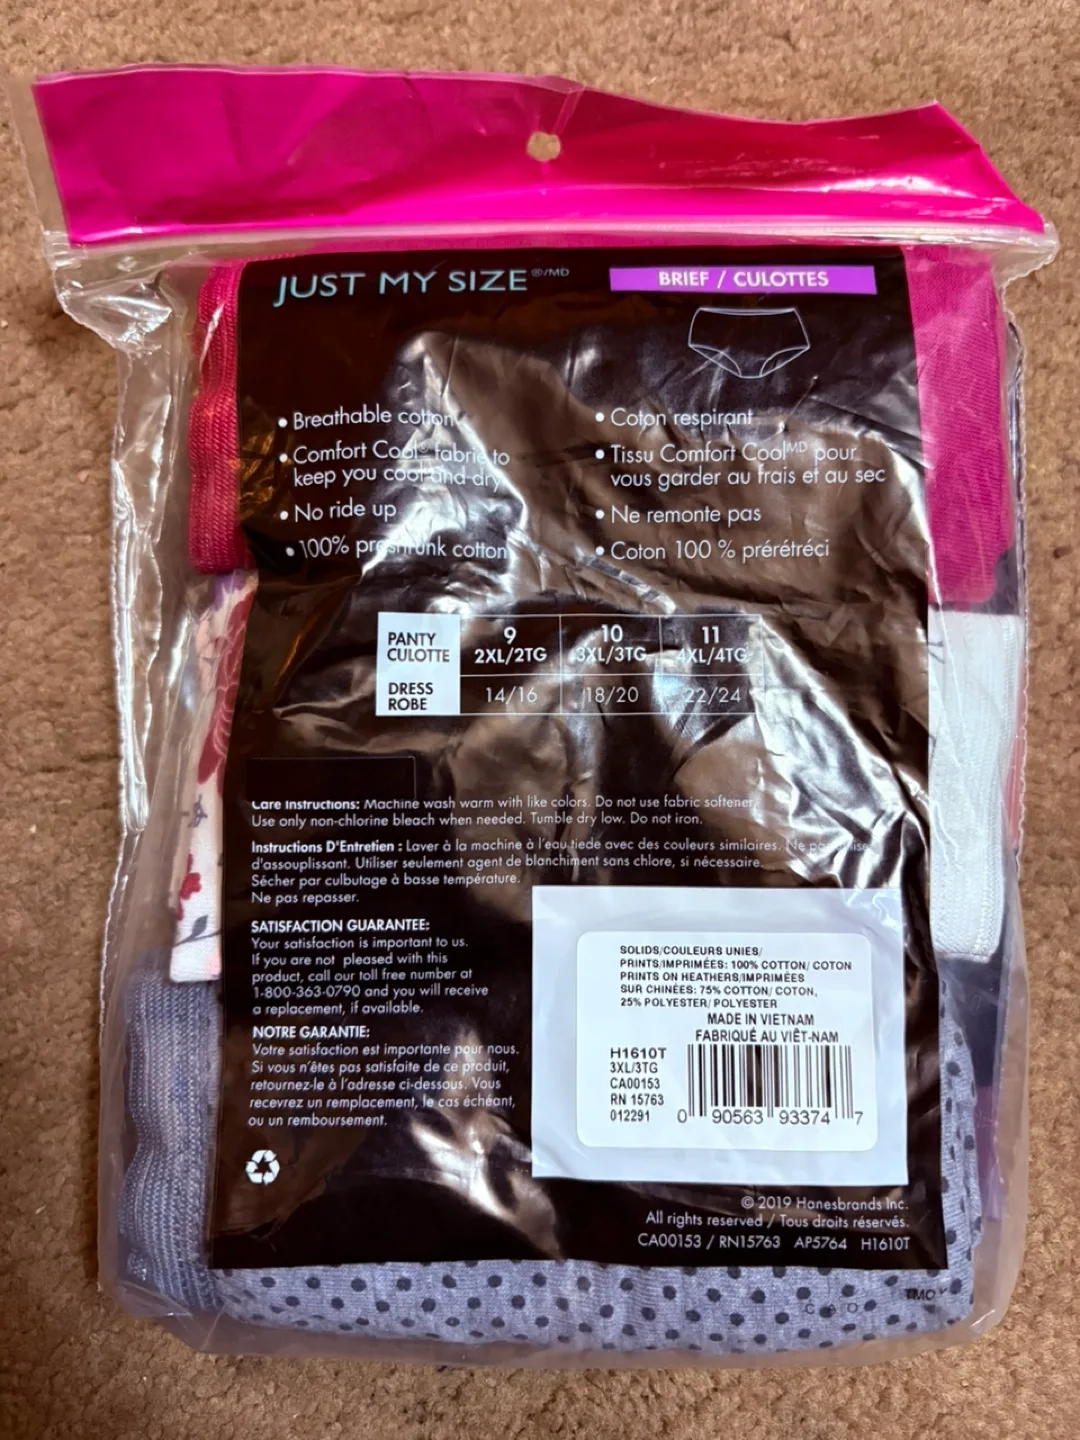 JUST MY SIZE®/MD
BRIEF / CULOTTES
• Breathable cotton
• Comfort Cool® fabric to
keep you cool and dry
• No ride up
• 100% preshrunk cotton
• Coton respirant
• Tissu Comfort CoolMD pour
vous garder au frais et au sec
• Ne remonte pas
• Coton 100 % prérétréci
PANTY
CULOTTE
9
2XL/2TG
10
3XL/3TG
11
4XL/4TG
DRESS
ROBE
14/16
18/20
22/24
Care Instructions: Machine wash warm with like colors. Do not use fabric softener.
Use only non-chlorine bleach when needed. Tumble dry low. Do not iron.
Instructions D'Entretien : Laver à la machine à l'eau tiede avec des couleurs similaires. Ne pas
d'assouplissant. Utiliser seulement agent de blanchiment sans chlore, si nécessaire.
Sécher par culbutage à basse température.
Ne pas repasser.
SATISFACTION GUARANTEE:
Your satisfaction is important to us.
If you are not pleased with this
product, call our toll free number at
1-800-363-0790 and you will receive
a replacement, if available.
NOTRE GARANTIE:
Votre satisfaction est importante pour nous.
Si vous n'êtes pas satisfaite de ce produit,
retournez-le à l'adresse ci-dessous. Vous
recevrez un remplacement, le cas échéant,
ou un remboursement.
SOLIDS/COULEURS UNIES/
PRINTS/IMPRIMÉES: 100% COTTON/ COTON
PRINTS ON HEATHERS/IMPRIMÉES
SUR CHINÉES: 75% COTTON/ COTON,
25% POLYESTER/ POLYESTER
MADE IN VIETNAM
FABRIQUÉ AU VIÊT-NAM
H1610T
3XL/3TG
CA00153
RN 15763
012291
0 90563 93374 7
© 2019 Hanesbrands Inc.
All rights reserved / Tous droits réservés.
CA00153 / RN15763 AP5764 H1610T